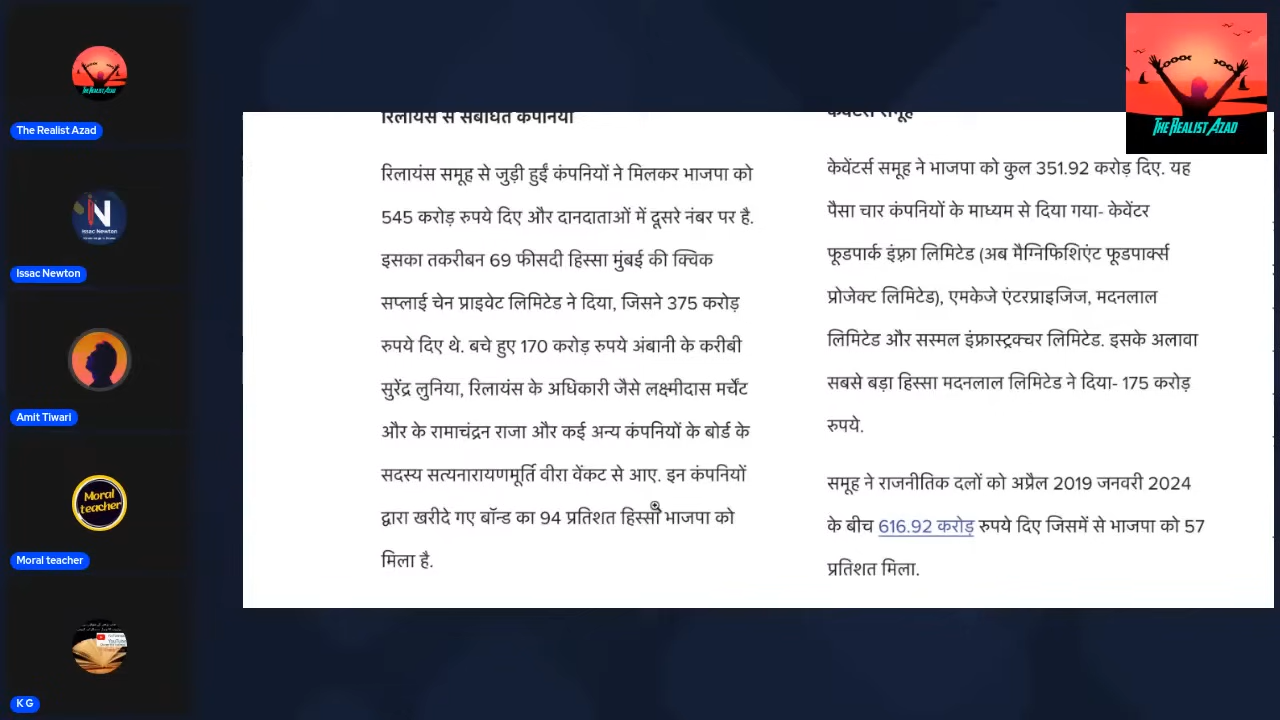 The Realist Azad
Issac Newton
Amit Tiwari
Moral teacher
Moral teacher
K G
THE REALIST AZAD
रिलायंस से संबंधित कंपनियां
रिलायंस समूह से जुड़ी हुईं कंपनियों ने मिलकर भाजपा को
545 करोड़ रुपये दिए और दानदाताओं में दूसरे नंबर पर है.
इसका तकरीबन 69 फीसदी हिस्सा मुंबई की क्विक
सप्लाई चेन प्राइवेट लिमिटेड ने दिया, जिसने 375 करोड़
रुपये दिए थे. बचे हुए 170 करोड़ रुपये अंबानी के करीबी
सुरेंद्र लुनिया, रिलायंस के अधिकारी जैसे लक्ष्मीदास मर्चेंट
और के रामाचंद्रन राजा और कई अन्य कंपनियों के बोर्ड के
सदस्य सत्यनारायणमूर्ति वीरा वेंकट से आए. इन कंपनियों
द्वारा खरीदे गए बॉन्ड का 94 प्रतिशत हिस्सा भाजपा को
मिला है.
केवेंटर्स समूह
केवेंटर्स समूह ने भाजपा को कुल 351.92 करोड़ दिए. यह
पैसा चार कंपनियों के माध्यम से दिया गया- केवेंटर
फूडपार्क इंफ़्रा लिमिटेड (अब मैग्निफिशिएंट फूडपार्क्स
प्रोजेक्ट लिमिटेड), एमकेजे एंटरप्राइजिज, मदनलाल
लिमिटेड और सस्मल इंफ्रास्ट्रक्चर लिमिटेड. इसके अलावा
सबसे बड़ा हिस्सा मदनलाल लिमिटेड ने दिया- 175 करोड़
रुपये.
समूह ने राजनीतिक दलों को अप्रैल 2019 जनवरी 2024
के बीच 616.92 करोड़ रुपये दिए जिसमें से भाजपा को 57
प्रतिशत मिला.